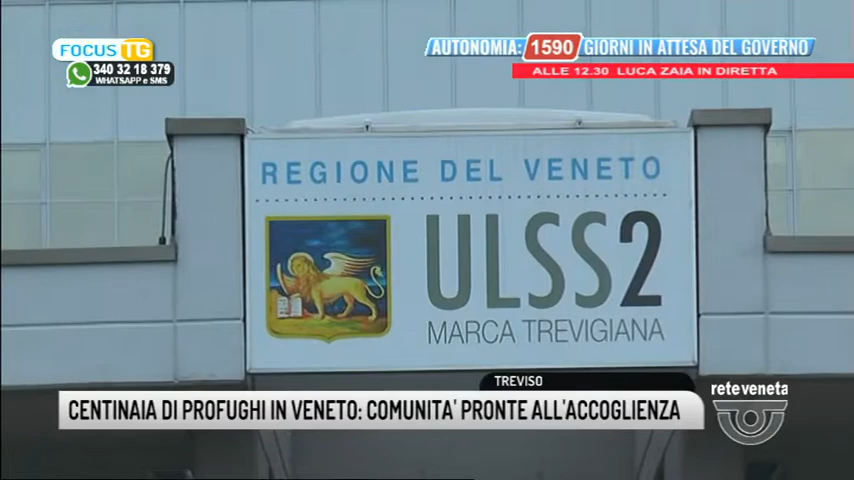 FOCUS TG
340 32 18 379
WHATSAPP e SMS
AUTONOMIA: 1590 GIORNI IN ATTESA DEL GOVERNO
ALLE 12.30 LUCA ZAIA IN DIRETTA
REGIONE DEL VENETO
ULSS2
MARCA TREVIGIANA
TREVISO
CENTINAIA DI PROFUGHI IN VENETO: COMUNITA' PRONTE ALL'ACCOGLIENZA
reteveneta